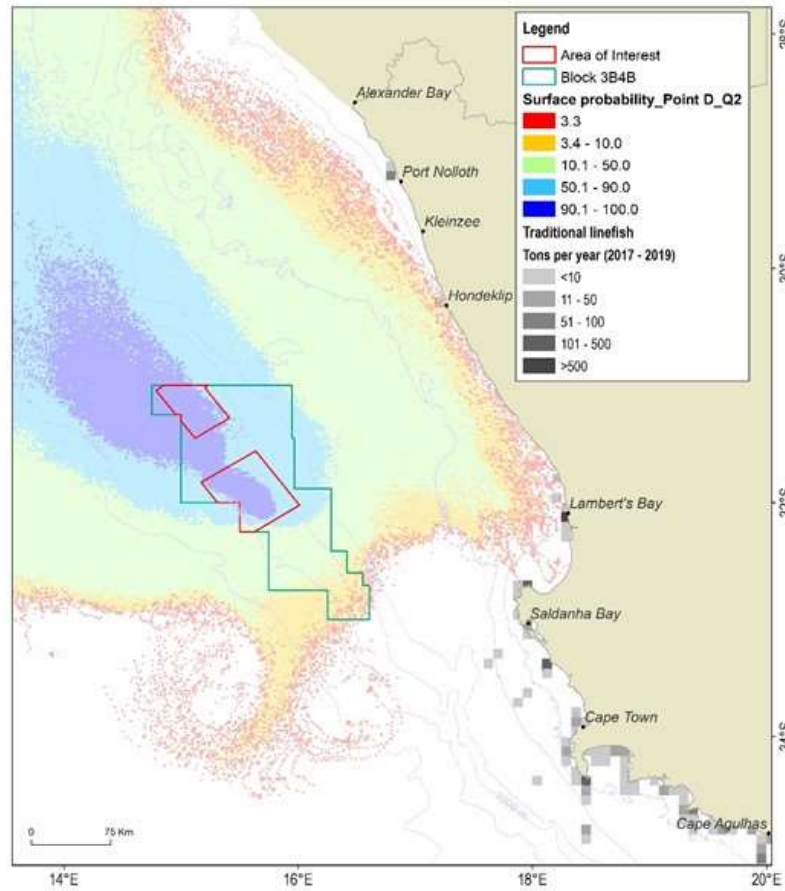 Legend
Area of Interest
Block 3B4B
Surface probability_Point D_Q2
3.3
3.4 - 10.0
10.1 - 50.0
50.1 - 90.0
90.1 - 100.0
Traditional linefish
Tons per year (2017 - 2019)
<10
11 - 50
51 - 100
101 - 500
>500
28°S
Alexander Bay
Port Nolloth
Kleinzee
30°S
Hondeklip
Lambert's Bay
Saldanha Bay
Cape Town
34°S
Cape Agulhas
0 75 Km
14°E 16°E 18°E 20°E